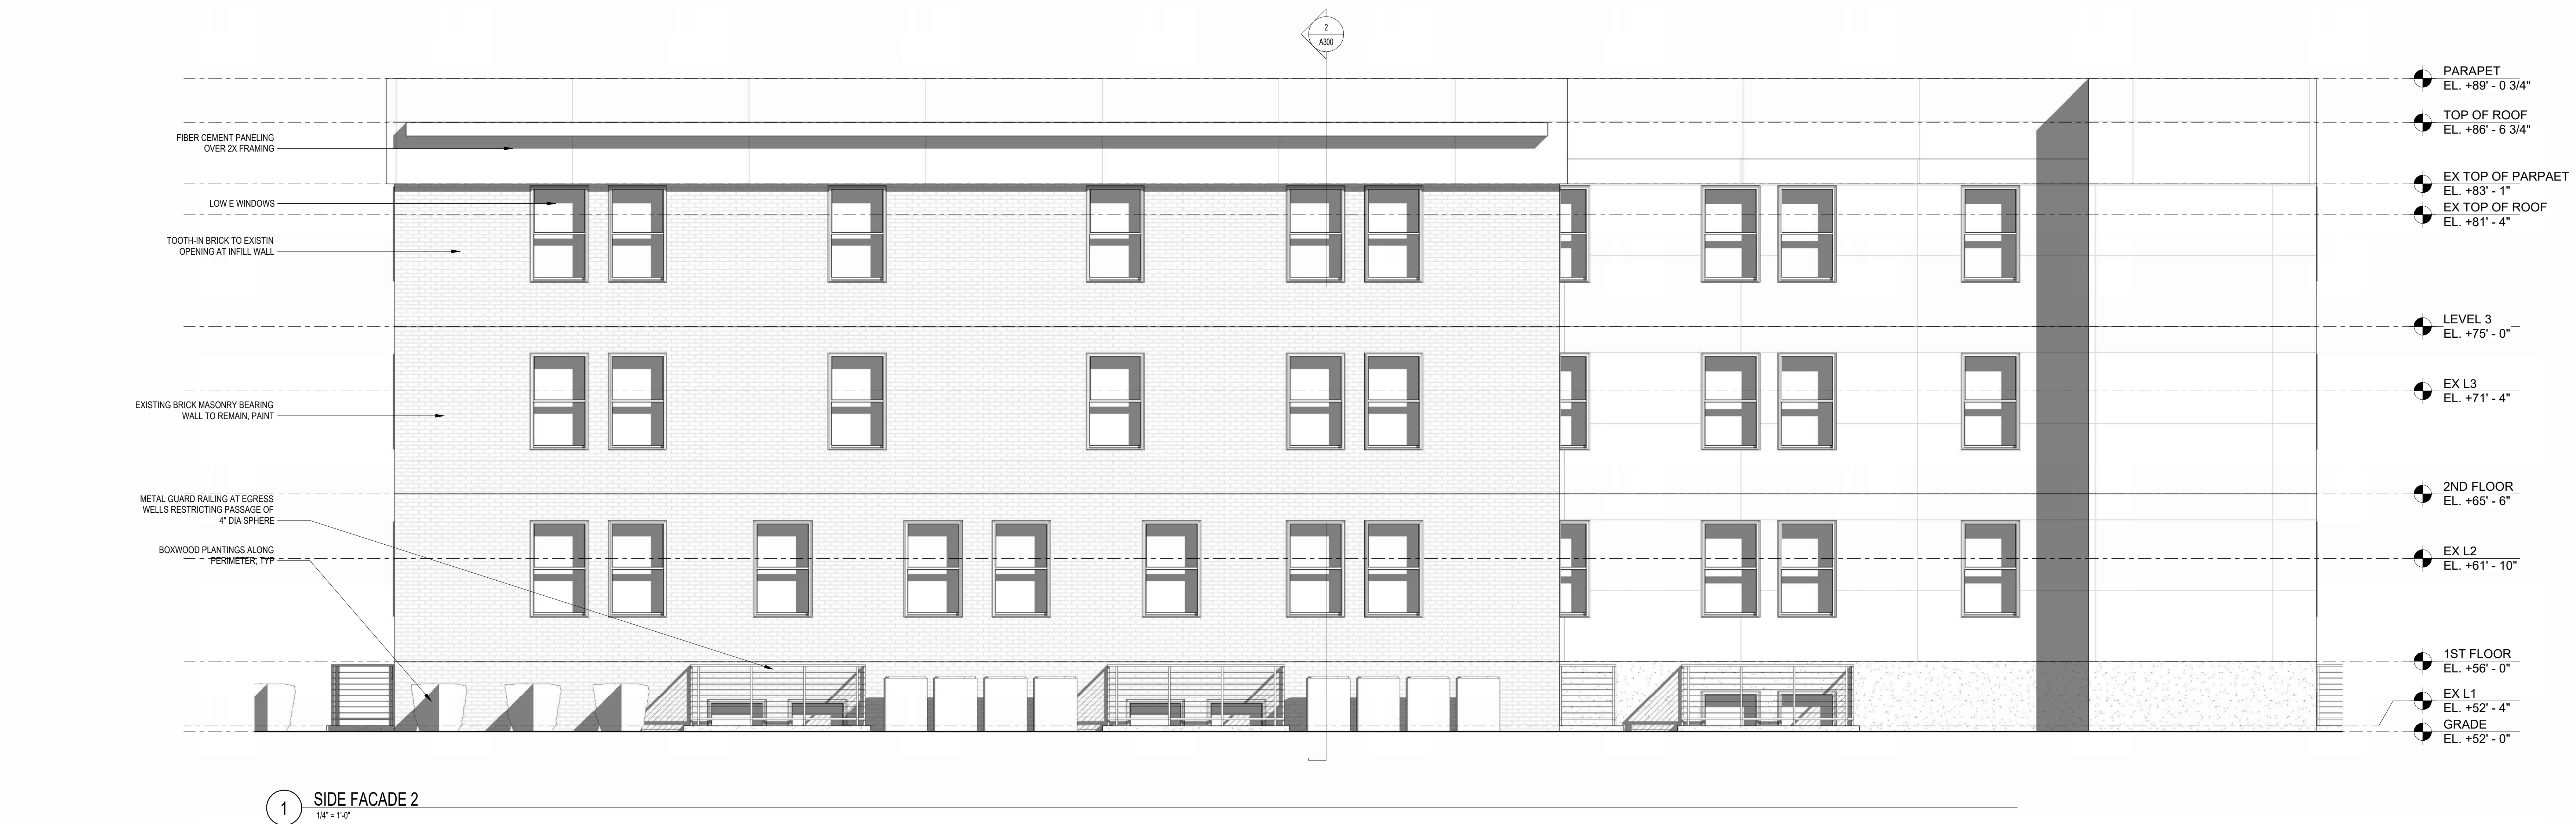 2
A300
PARAPET
EL. +89' - 0 3/4"
TOP OF ROOF
EL. +86' - 6 3/4"
FIBER CEMENT PANELING
OVER 2X FRAMING
EX TOP OF PARPAET
EL. +83' - 1"
LOW E WINDOWS
EX TOP OF ROOF
EL. +81' - 4"
TOOTH-IN BRICK TO EXISTIN
OPENING AT INFILL WALL
LEVEL 3
EL. +75' - 0"
EX L3
EL. +71' - 4"
EXISTING BRICK MASONRY BEARING
WALL TO REMAIN, PAINT
2ND FLOOR
EL. +65' - 6"
METAL GUARD RAILING AT EGRESS
WELLS RESTRICTING PASSAGE OF
4" DIA SPHERE
BOXWOOD PLANTINGS ALONG
PERIMETER, TYP
EX L2
EL. +61' - 10"
1ST FLOOR
EL. +56' - 0"
EX L1
EL. +52' - 4"
GRADE
EL. +52' - 0"
1
SIDE FACADE 2
1/4" = 1'-0"